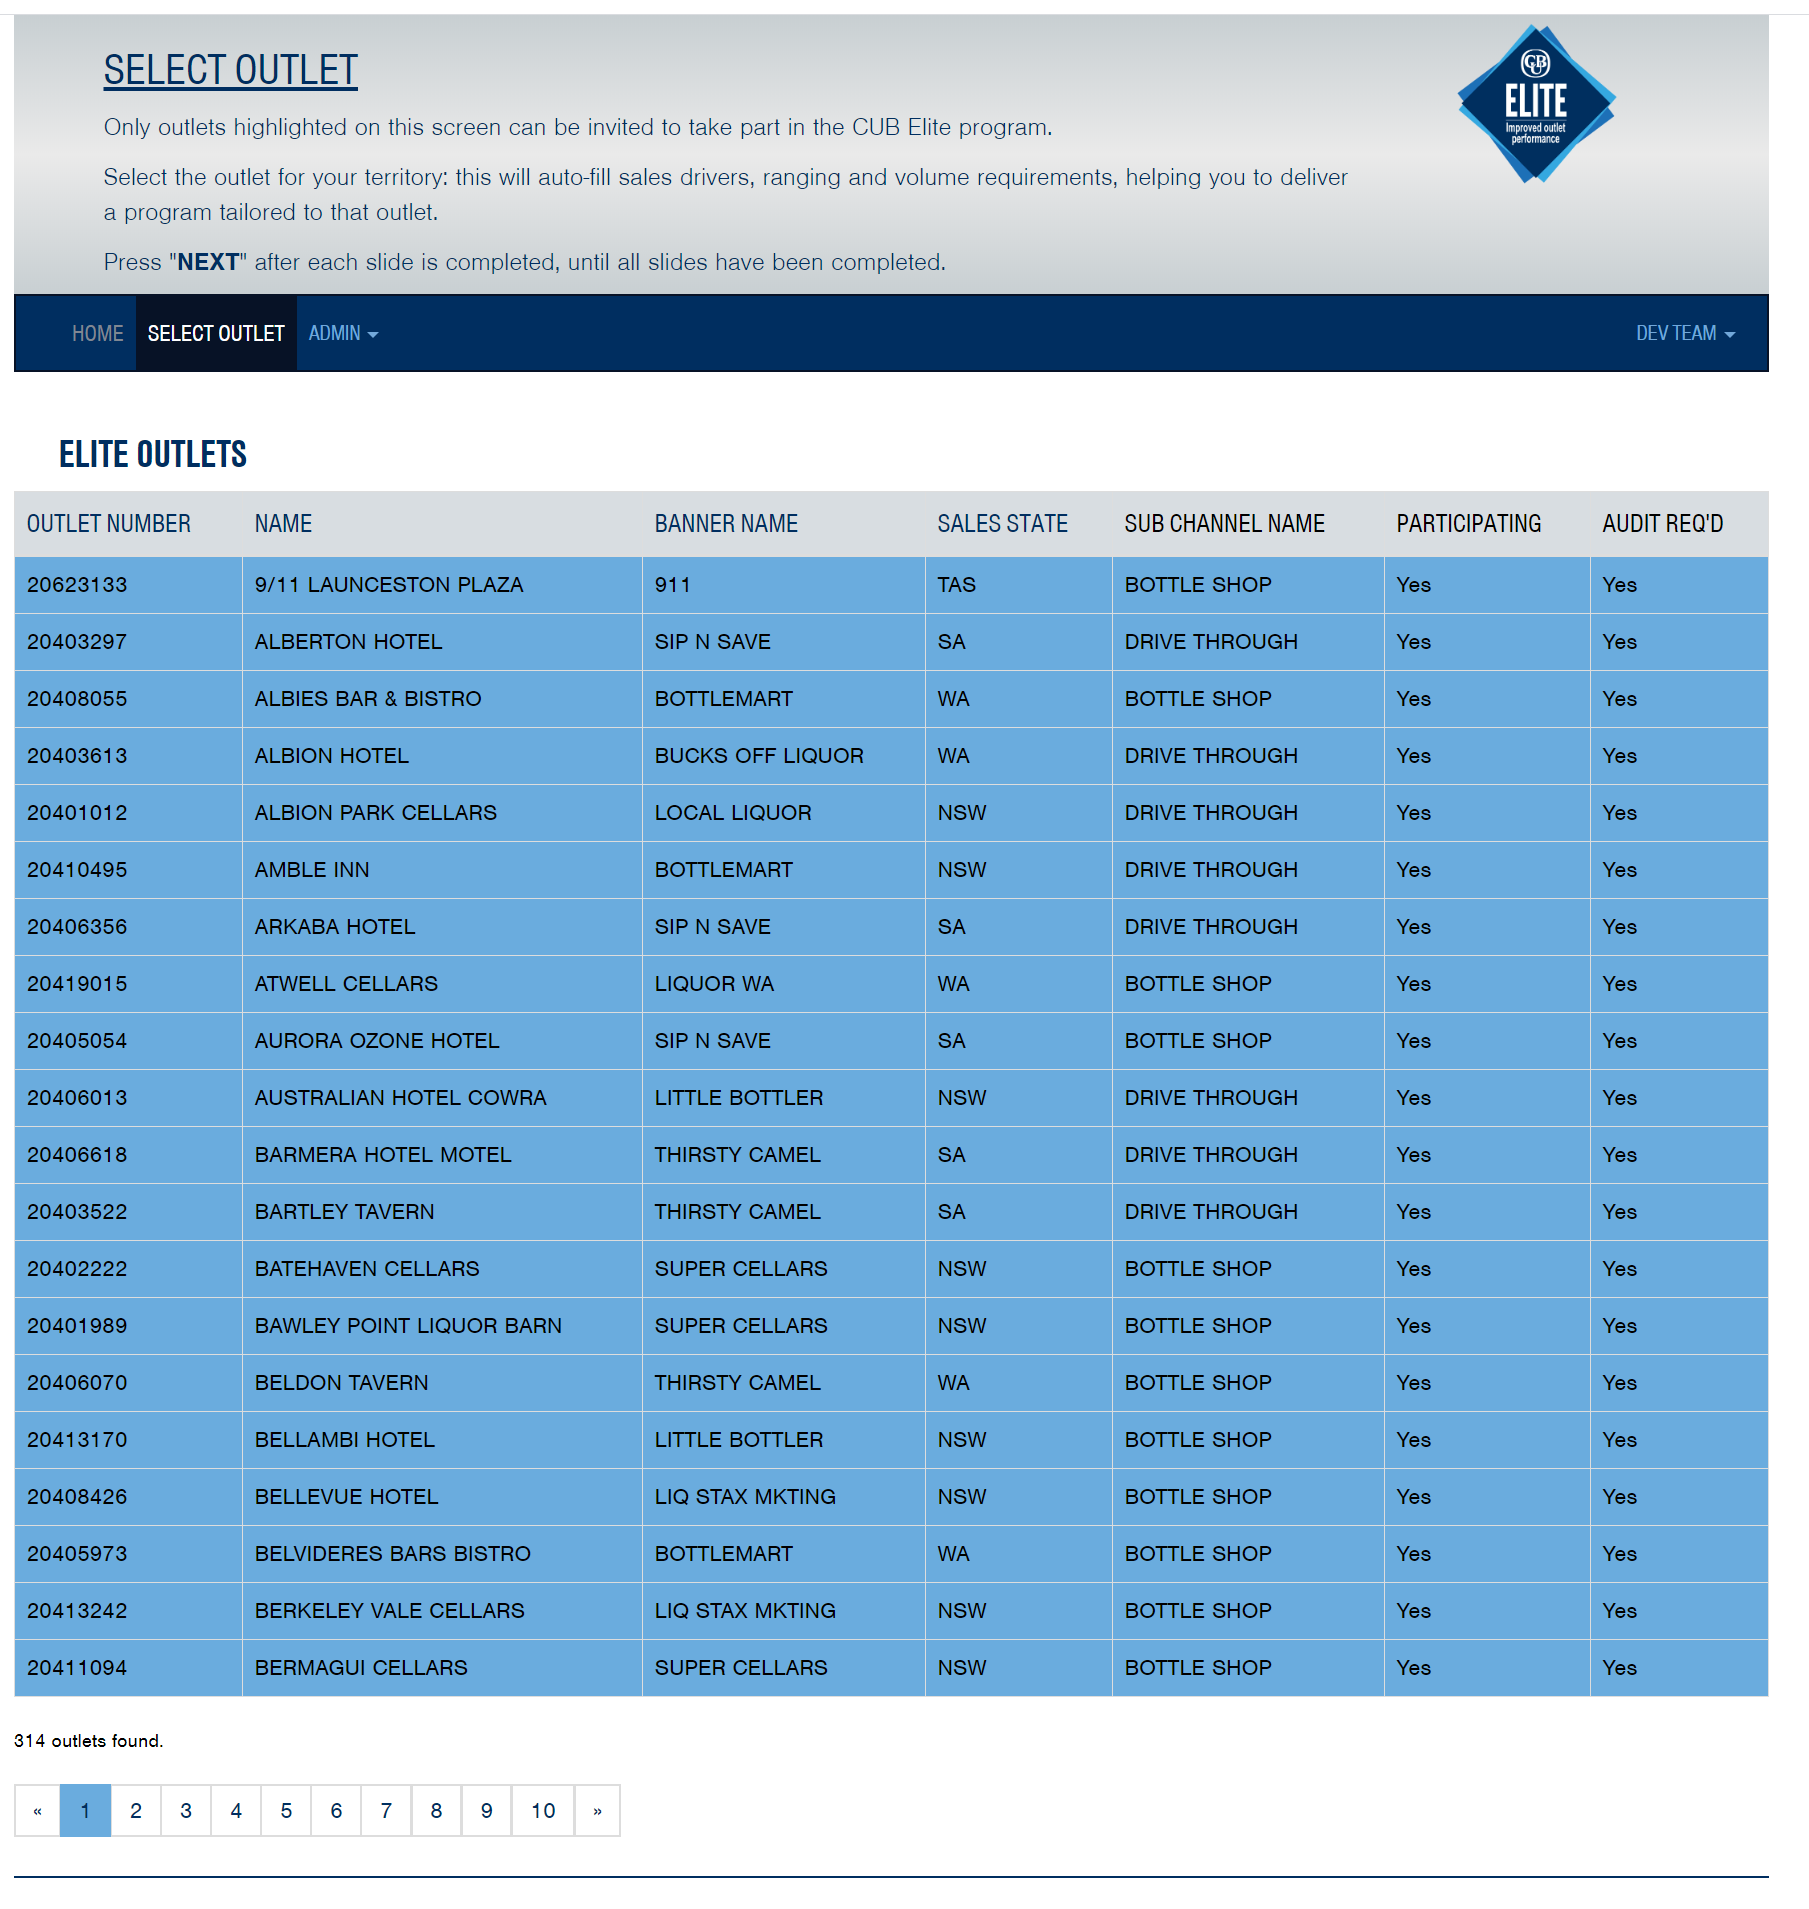 SELECT OUTLET
Only outlets highlighted on this screen can be invited to take part in the CUB Elite program.
Select the outlet for your territory: this will auto-fill sales drivers, ranging and volume requirements, helping you to deliver
a program tailored to that outlet.
Press "NEXT" after each slide is completed, until all slides have been completed.
CUB
ELITE
Improved outlet
performance
HOME SELECT OUTLET ADMIN DEV TEAM
ELITE OUTLETS
OUTLET NUMBER NAME BANNER NAME SALES STATE SUB CHANNEL NAME PARTICIPATING AUDIT REQ'D
20623133 9/11 LAUNCESTON PLAZA 911 TAS BOTTLE SHOP Yes Yes
20403297 ALBERTON HOTEL SIP N SAVE SA DRIVE THROUGH Yes Yes
20408055 ALBIES BAR & BISTRO BOTTLEMART WA BOTTLE SHOP Yes Yes
20403613 ALBION HOTEL BUCKS OFF LIQUOR WA DRIVE THROUGH Yes Yes
20401012 ALBION PARK CELLARS LOCAL LIQUOR NSW DRIVE THROUGH Yes Yes
20410495 AMBLE INN BOTTLEMART NSW DRIVE THROUGH Yes Yes
20406356 ARKABA HOTEL SIP N SAVE SA DRIVE THROUGH Yes Yes
20419015 ATWELL CELLARS LIQUOR WA WA BOTTLE SHOP Yes Yes
20405054 AURORA OZONE HOTEL SIP N SAVE SA BOTTLE SHOP Yes Yes
20406013 AUSTRALIAN HOTEL COWRA LITTLE BOTTLER NSW DRIVE THROUGH Yes Yes
20406618 BARMERA HOTEL MOTEL THIRSTY CAMEL SA DRIVE THROUGH Yes Yes
20403522 BARTLEY TAVERN THIRSTY CAMEL SA DRIVE THROUGH Yes Yes
20402222 BATEHAVEN CELLARS SUPER CELLARS NSW BOTTLE SHOP Yes Yes
20401989 BAWLEY POINT LIQUOR BARN SUPER CELLARS NSW BOTTLE SHOP Yes Yes
20406070 BELDON TAVERN THIRSTY CAMEL WA BOTTLE SHOP Yes Yes
20413170 BELLAMBI HOTEL LITTLE BOTTLER NSW BOTTLE SHOP Yes Yes
20408426 BELLEVUE HOTEL LIQ STAX MKTING NSW BOTTLE SHOP Yes Yes
20405973 BELVIDERES BARS BISTRO BOTTLEMART WA BOTTLE SHOP Yes Yes
20413242 BERKELEY VALE CELLARS LIQ STAX MKTING NSW BOTTLE SHOP Yes Yes
20411094 BERMAGUI CELLARS SUPER CELLARS NSW BOTTLE SHOP Yes Yes
314 outlets found.
« 1 2 3 4 5 6 7 8 9 10 »